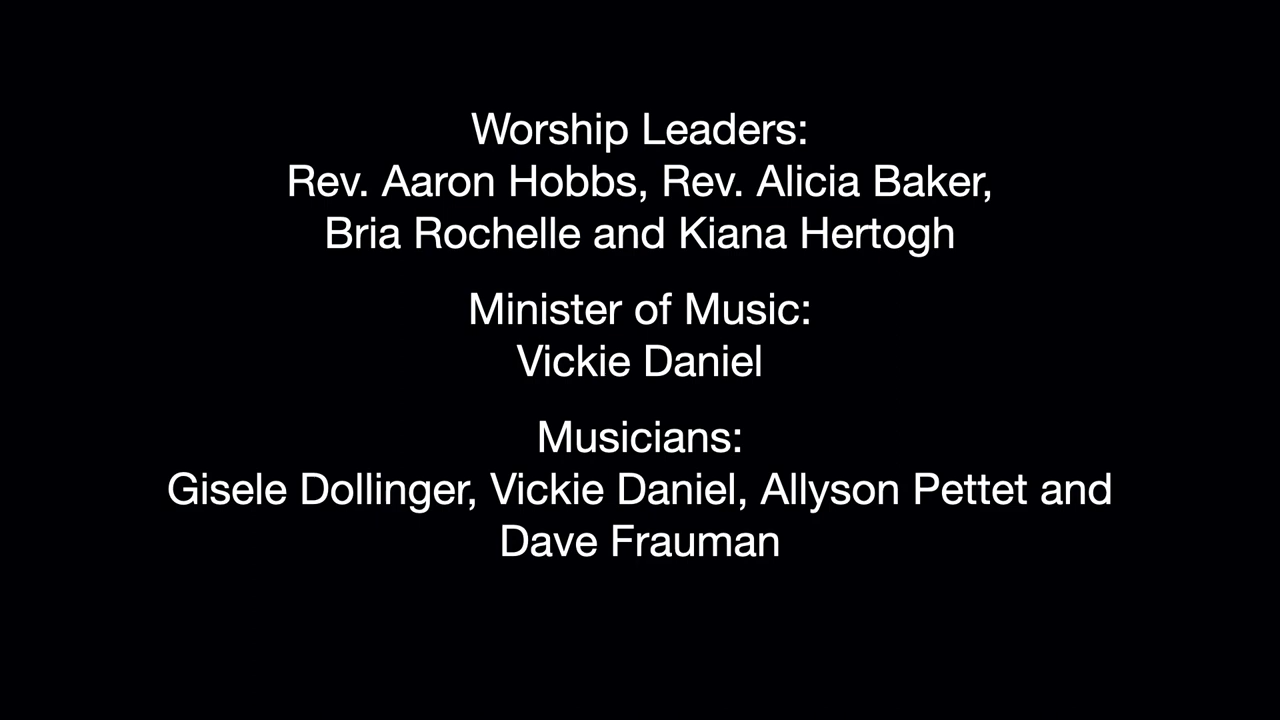 Worship Leaders:
Rev. Aaron Hobbs, Rev. Alicia Baker,
Bria Rochelle and Kiana Hertogh
Minister of Music:
Vickie Daniel
Musicians:
Gisele Dollinger, Vickie Daniel, Allyson Pettet and
Dave Frauman